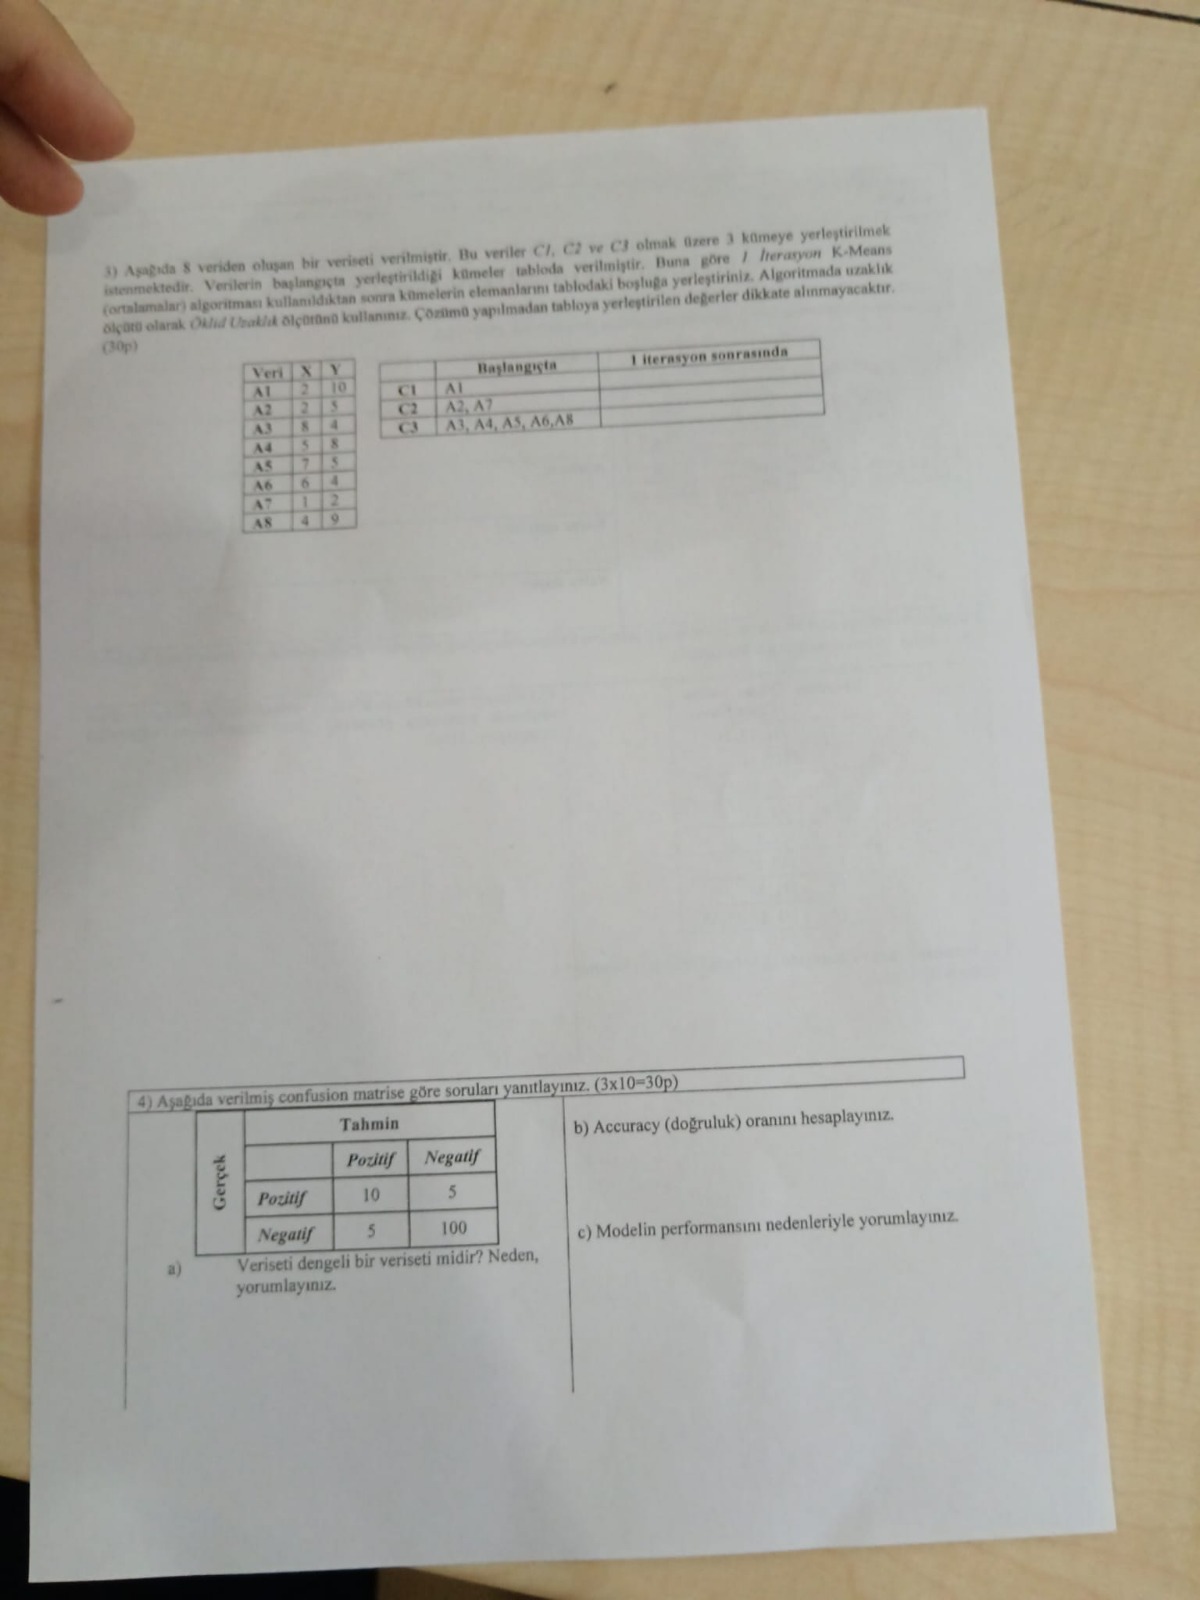 3) Aşağıda 8 veriden oluşan bir veriseti verilmiştir. Bu veriler C1, C2 ve C3 olmak üzere 3 kümeye yerleştirilmek
istenmektedir. Verilerin başlangıçta yerleştirildiği kümeler tabloda verilmiştir. Buna göre 1 İterasyon K-Means
(ortalamalar) algoritması kullanıldıktan sonra kümelerin elemanlarını tablodaki boşluğa yerleştiriniz. Algoritmada uzaklık
ölçütü olarak Öklid Uzaklık ölçütünü kullanınız. Çözümü yapılmadan tabloya yerleştirilen değerler dikkate alınmayacaktır.
(30p)
Veri X Y
A1 2 10
A2 2 5
A3 8 4
A4 5 8
A5 7 5
A6 6 4
A7 1 2
A8 4 9
Başlangıçta 1 iterasyon sonrasında
C1 A1
C2 A2, A7
C3 A3, A4, A5, A6,A8
4) Aşağıda verilmiş confusion matrise göre soruları yanıtlayınız. (3x10=30p)
Tahmin
Gerçek
Pozitif Negatif
Pozitif 10 5
Negatif 5 100
a) Veriseti dengeli bir veriseti midir? Neden,
yorumlayınız.
b) Accuracy (doğruluk) oranını hesaplayınız.
c) Modelin performansını nedenleriyle yorumlayınız.